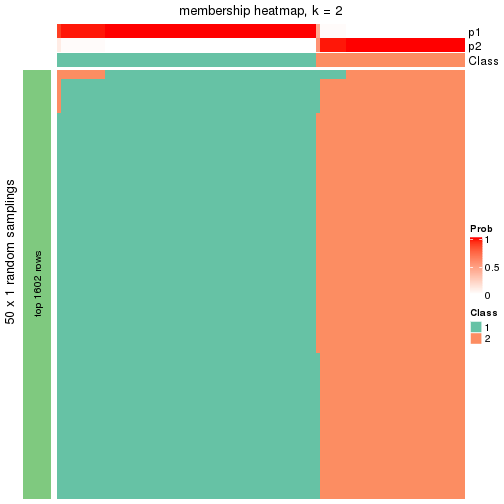 membership heatmap, k = 2
p1
p2
Class
50 x 1 random samplings
top 1602 rows
Prob
1
0.5
0
Class
1
2